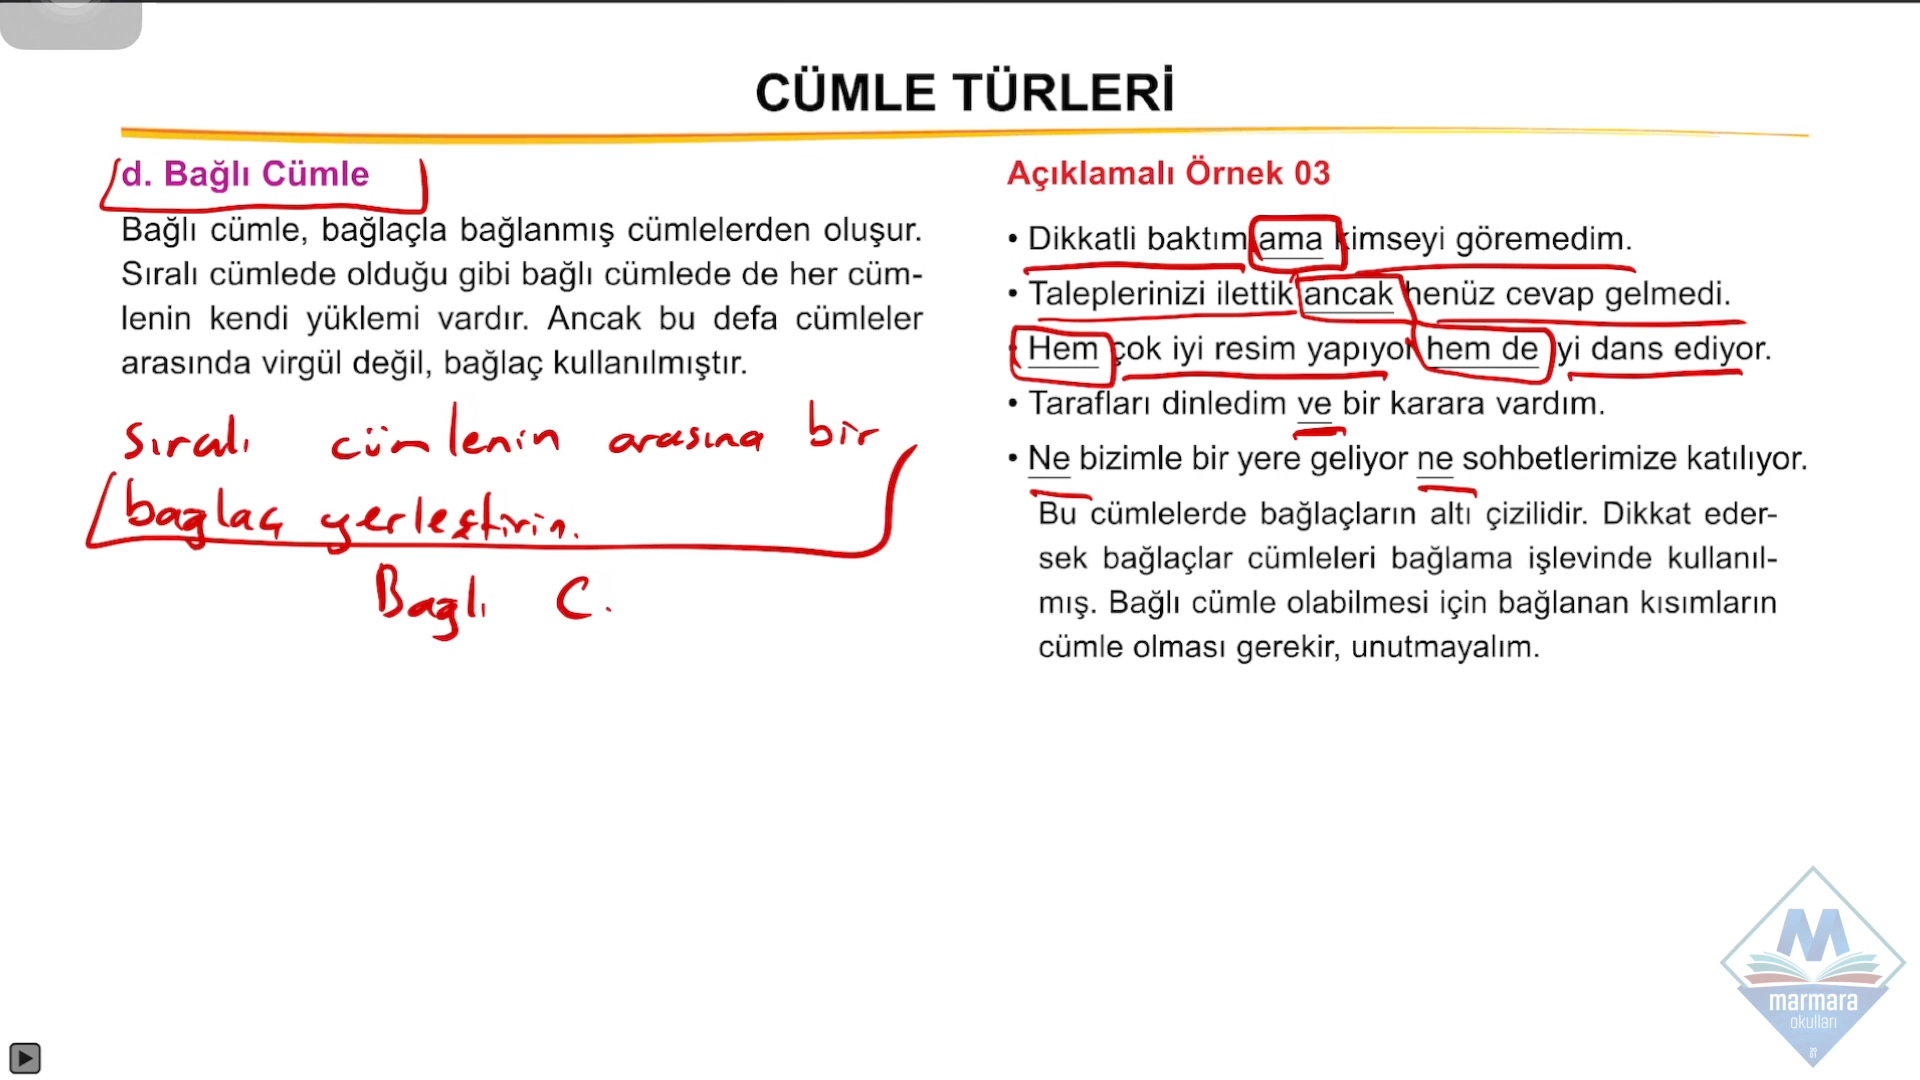 CÜMLE TÜRLERİ
d. Bağlı Cümle
Bağlı cümle, bağlaçla bağlanmış cümlelerden oluşur.
Sıralı cümlede olduğu gibi bağlı cümlede de her cüm-
lenin kendi yüklemi vardır. Ancak bu defa cümleler
arasında virgül değil, bağlaç kullanılmıştır.
Sıralı cümlenin arasına bir
bağlaç yerleştirin.
Bağlı C.
Açıklamalı Örnek 03
• Dikkatli baktım ama kimseyi göremedim.
• Taleplerinizi ilettik ancak henüz cevap gelmedi.
• Hem çok iyi resim yapıyor hem de iyi dans ediyor.
• Tarafları dinledim ve bir karara vardım.
• Ne bizimle bir yere geliyor ne sohbetlerimize katılıyor.
Bu cümlelerde bağlaçların altı çizilidir. Dikkat eder-
sek bağlaçlar cümleleri bağlama işlevinde kullanıl-
mış. Bağlı cümle olabilmesi için bağlanan kısımların
cümle olması gerekir, unutmayalım.
M
marmara
okulları
20
01